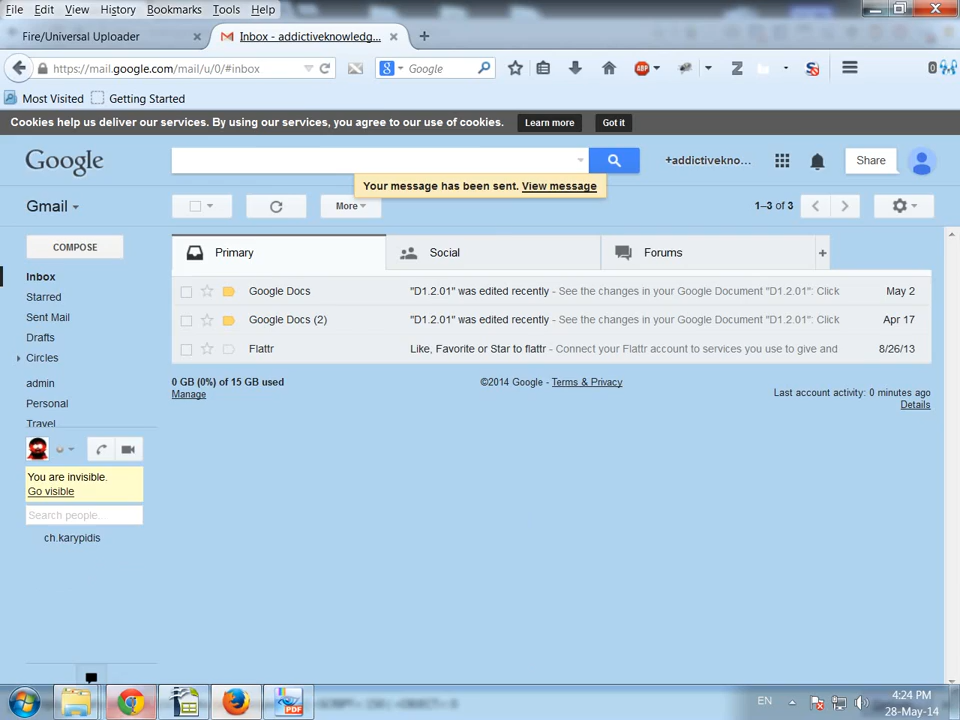 File Edit View History Bookmarks Tools Help
Fire/Universal Uploader × Inbox - addictiveknowledg... × +
https://mail.google.com/mail/u/0/#inbox Google ABP Z S 0
Most Visited Getting Started
Cookies help us deliver our services. By using our services, you agree to our use of cookies. Learn more Got it
Google +addictivekno... Share
Your message has been sent. View message
Gmail More 1–3 of 3
COMPOSE
Primary Social Forums +
Inbox
Starred
Sent Mail
Drafts
Circles
admin
Personal
Travel
Google Docs "D1.2.01" was edited recently - See the changes in your Google Document "D1.2.01": Click May 2
Google Docs (2) "D1.2.01" was edited recently - See the changes in your Google Document "D1.2.01": Click Apr 17
Flattr Like, Favorite or Star to flattr - Connect your Flattr account to services you use to give and 8/26/13
0 GB (0%) of 15 GB used
Manage
©2014 Google - Terms & Privacy
Last account activity: 0 minutes ago
Details
You are invisible.
Go visible
Search people...
ch.karypidis
PDF
EN
4:24 PM
28-May-14